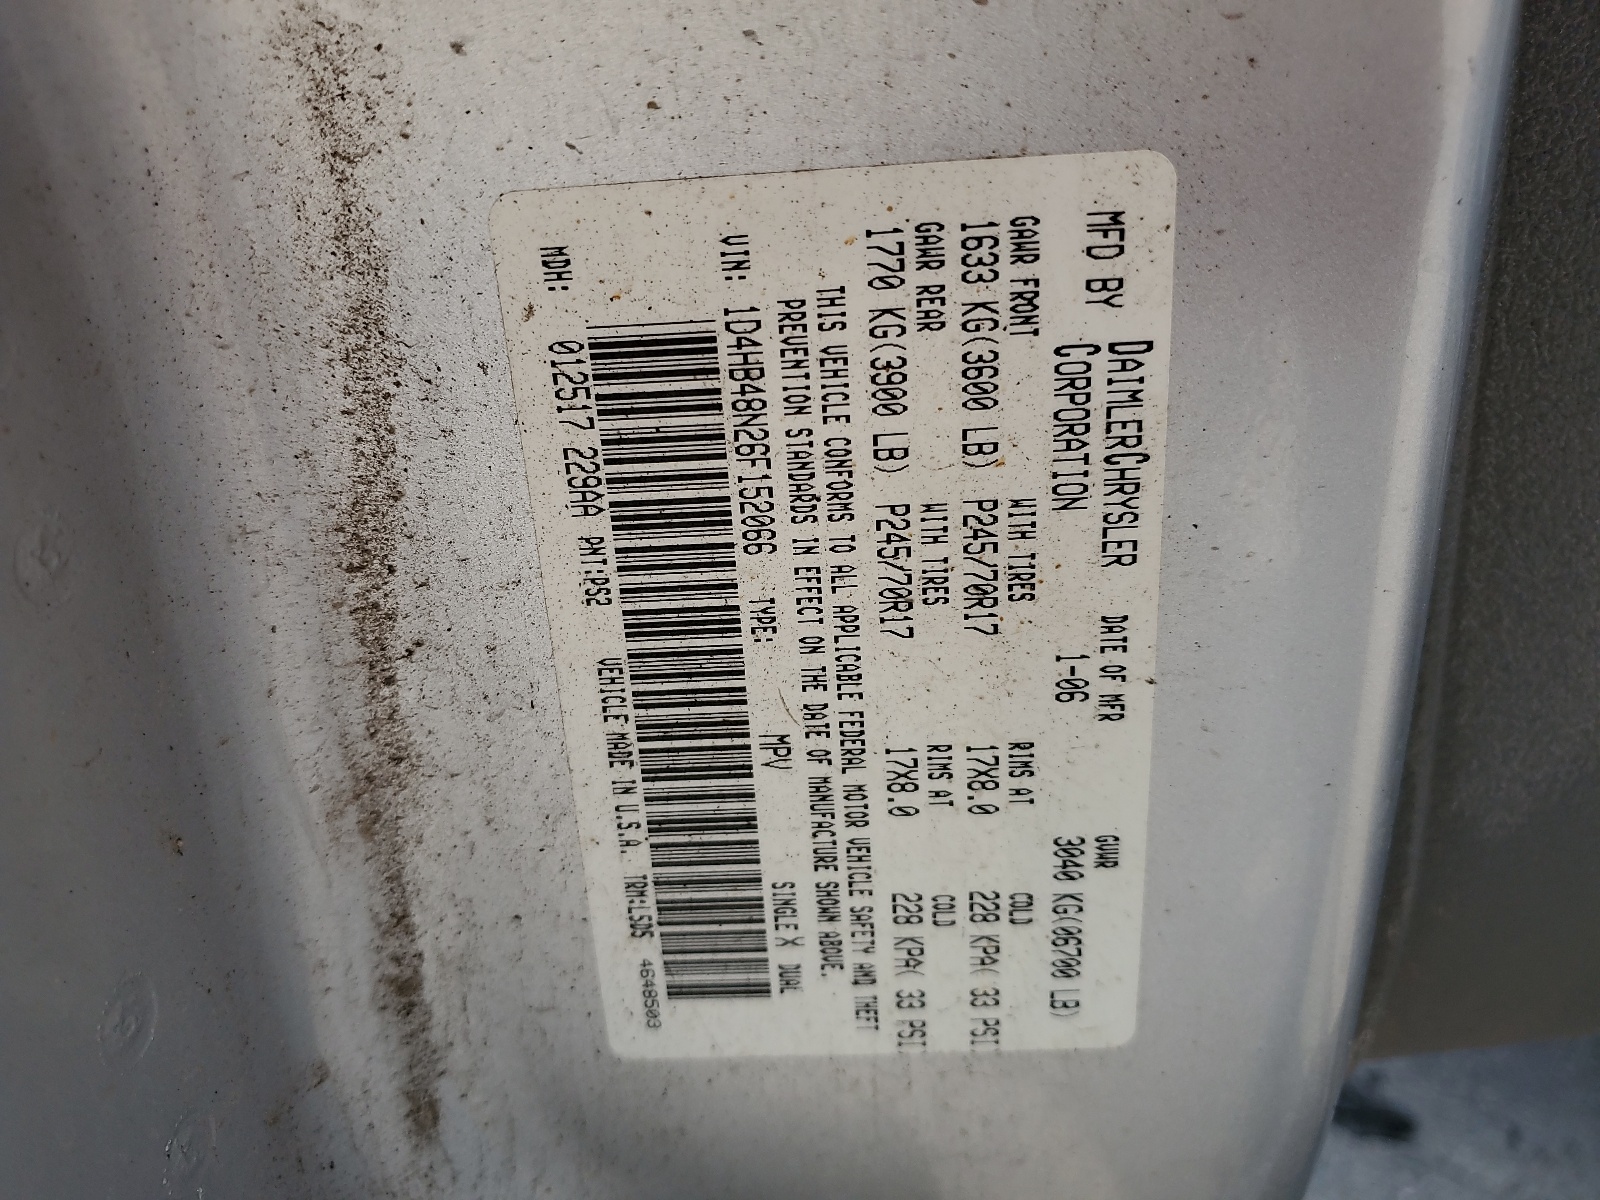 MFD BY DAIMLERCHRYSLER DATE OF MFR GVWR
CORPORATION 1-06 3040 KG(06700 LB)
GAWR FRONT WITH TIRES RIMS AT COLD
1633 KG(3600 LB) P245/70R17 17X8.0 228 KPA( 33 PSI
GAWR REAR WITH TIRES RIMS AT COLD
1770 KG(3900 LB) P245/70R17 17X8.0 228 KPA( 33 PSI
THIS VEHICLE CONFORMS TO ALL APPLICABLE FEDERAL MOTOR VEHICLE SAFETY AND THEFT
PREVENTION STANDARDS IN EFFECT ON THE DATE OF MANUFACTURE SHOWN ABOVE.
VIN: 1D4HB48N26F152066 TYPE: MPV SINGLE X DUAL
MDH: 012517 229AA PNT:PS2 VEHICLE MADE IN U.S.A. TRM:L5D5 4648503